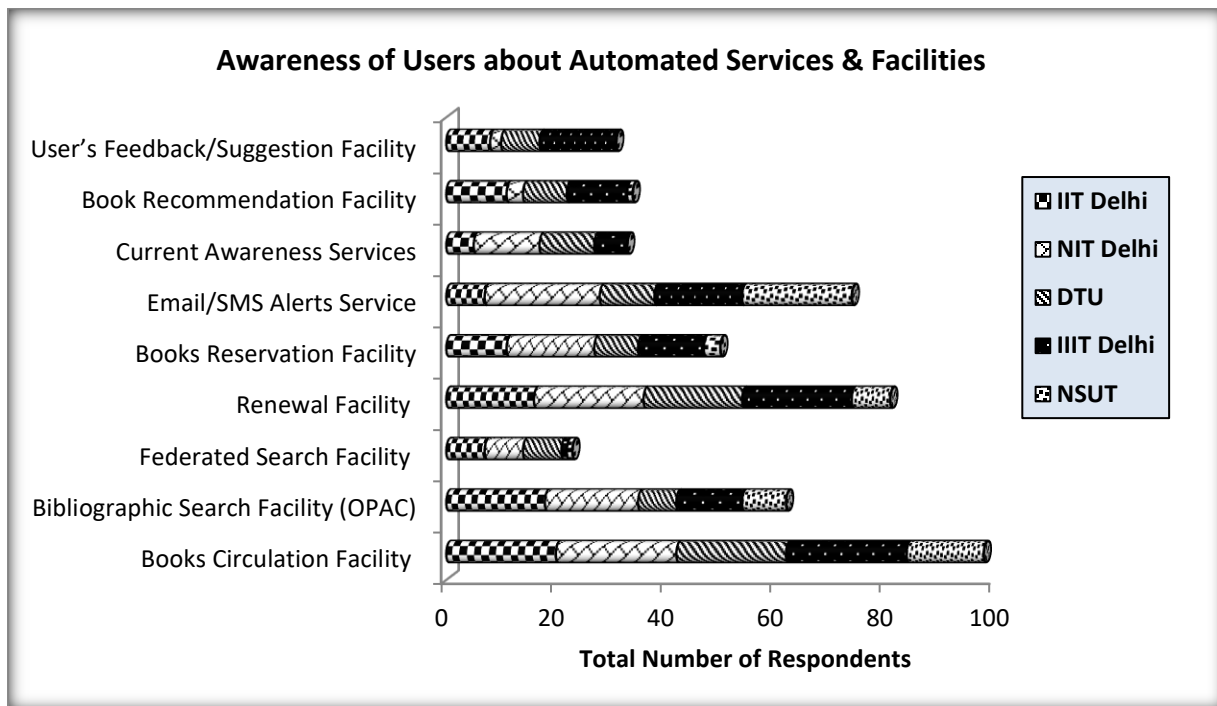 Awareness of Users about Automated Services & Facilities
User’s Feedback/Suggestion Facility
Book Recommendation Facility
Current Awareness Services
Email/SMS Alerts Service
Books Reservation Facility
Renewal Facility
Federated Search Facility
Bibliographic Search Facility (OPAC)
Books Circulation Facility
0 20 40 60 80 100
Total Number of Respondents
IIT Delhi
NIT Delhi
DTU
IIIT Delhi
NSUT